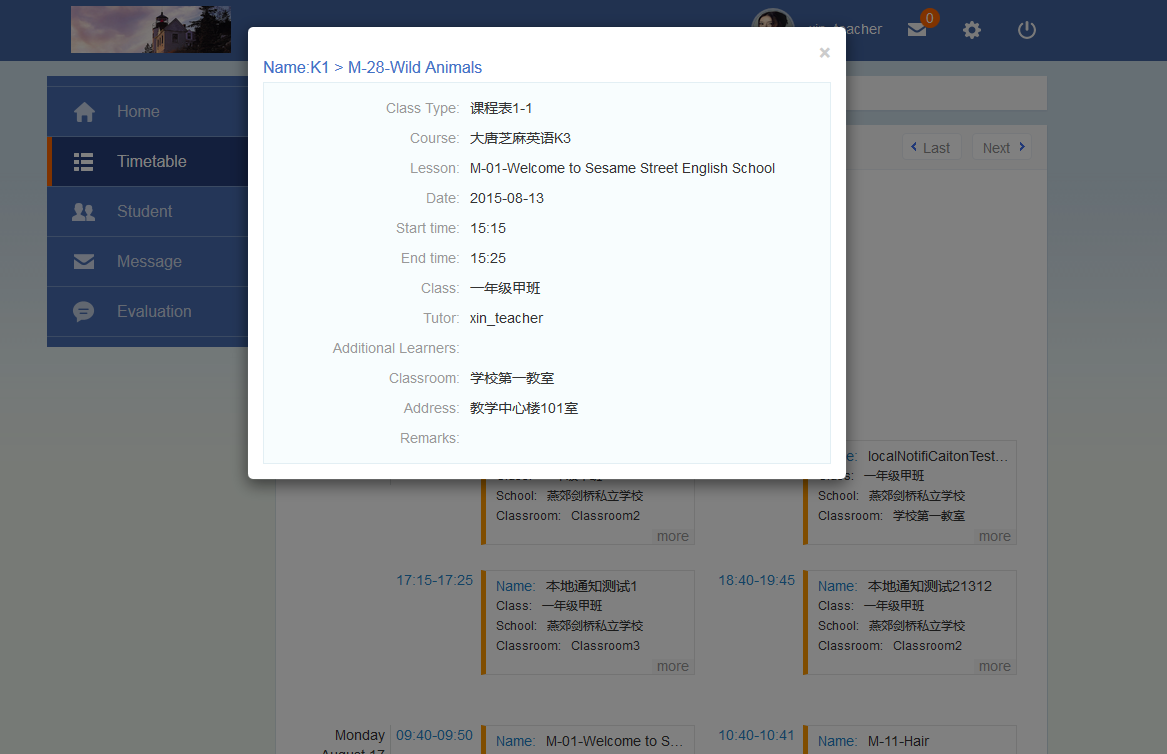 xin_teacher
0
×
Name:K1 > M-28-Wild Animals
Class Type: 课程表1-1
Course: 大唐芝麻英语K3
Lesson: M-01-Welcome to Sesame Street English School
Date: 2015-08-13
Start time: 15:15
End time: 15:25
Class: 一年级甲班
Tutor: xin_teacher
Additional Learners:
Classroom: 学校第一教室
Address: 教学中心楼101室
Remarks:
Home
Timetable
Student
Message
Evaluation
Last
Next
School: 燕郊剑桥私立学校
Classroom: Classroom2
more
localNotifiCaitonTest...
一年级甲班
School: 燕郊剑桥私立学校
Classroom: 学校第一教室
more
17:15-17:25
Name: 本地通知测试1
Class: 一年级甲班
School: 燕郊剑桥私立学校
Classroom: Classroom3
more
18:40-19:45
Name: 本地通知测试21312
Class: 一年级甲班
School: 燕郊剑桥私立学校
Classroom: Classroom2
more
Monday
August 17
09:40-09:50
Name: M-01-Welcome to S...
10:40-10:41
Name: M-11-Hair